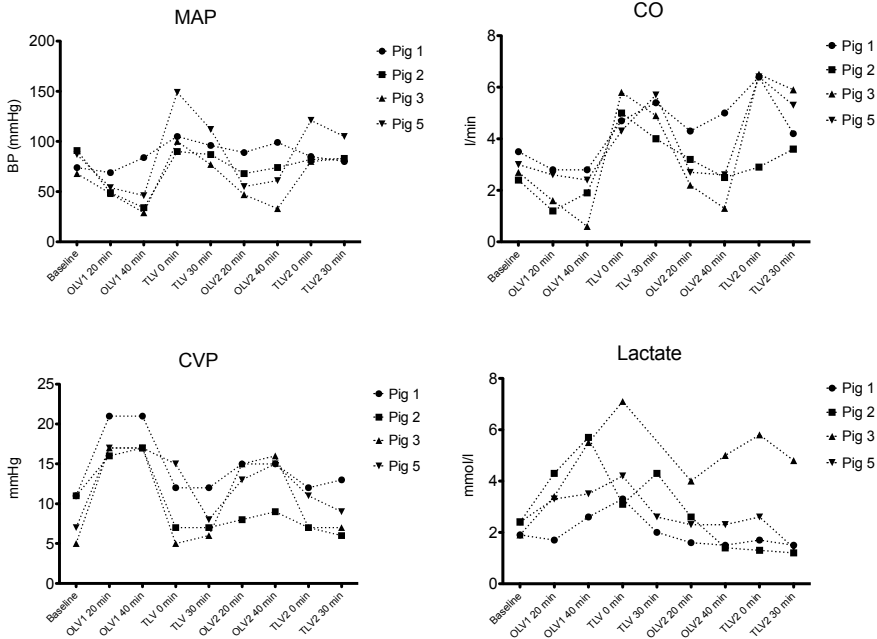 MAP
BP (mmHg)
200
150
100
50
0
Baseline
OLV1 20 min
OLV1 40 min
TLV 0 min
TLV 30 min
OLV2 20 min
OLV2 40 min
TLV2 0 min
TLV2 30 min
Pig 1
Pig 2
Pig 3
Pig 5
CO
l/min
8
6
4
2
0
Baseline
OLV1 20 min
OLV1 40 min
TLV 0 min
TLV 30 min
OLV2 20 min
OLV2 40 min
TLV2 0 min
TLV2 30 min
Pig 1
Pig 2
Pig 3
Pig 5
CVP
mmHg
25
20
15
10
5
0
Baseline
OLV1 20 min
OLV1 40 min
TLV 0 min
TLV 30 min
OLV2 20 min
OLV2 40 min
TLV2 0 min
TLV2 30 min
Pig 1
Pig 2
Pig 3
Pig 5
Lactate
mmol/l
8
6
4
2
0
Baseline
OLV1 20 min
OLV1 40 min
TLV 0 min
TLV 30 min
OLV2 20 min
OLV2 40 min
TLV2 0 min
TLV2 30 min
Pig 1
Pig 2
Pig 3
Pig 5